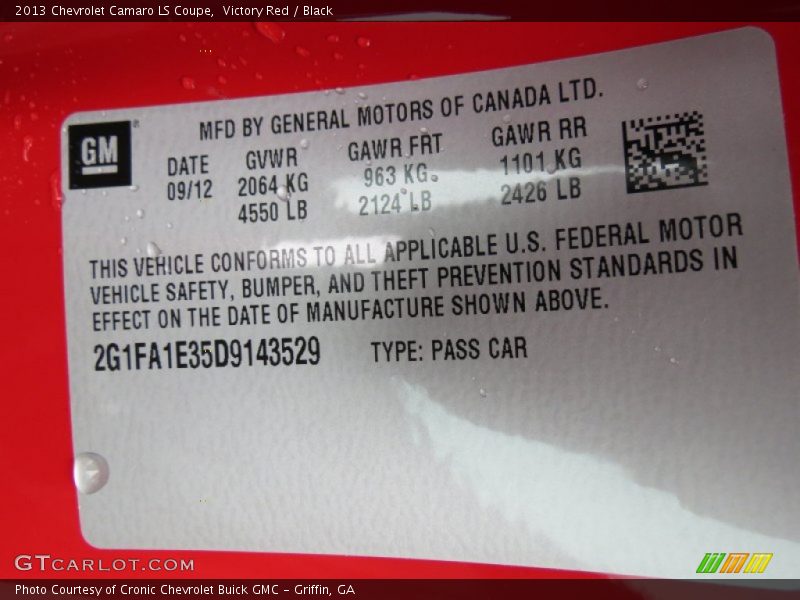 2013 Chevrolet Camaro LS Coupe, Victory Red / Black
GM
MFD BY GENERAL MOTORS OF CANADA LTD.
DATE GVWR GAWR FRT GAWR RR
09/12 2064 KG 963 KG 1101 KG
4550 LB 2124 LB 2426 LB
THIS VEHICLE CONFORMS TO ALL APPLICABLE U.S. FEDERAL MOTOR
VEHICLE SAFETY, BUMPER, AND THEFT PREVENTION STANDARDS IN
EFFECT ON THE DATE OF MANUFACTURE SHOWN ABOVE.
2G1FA1E35D9143529 TYPE: PASS CAR
GTCARLOT.COM
Photo Courtesy of Cronic Chevrolet Buick GMC – Griffin, GA